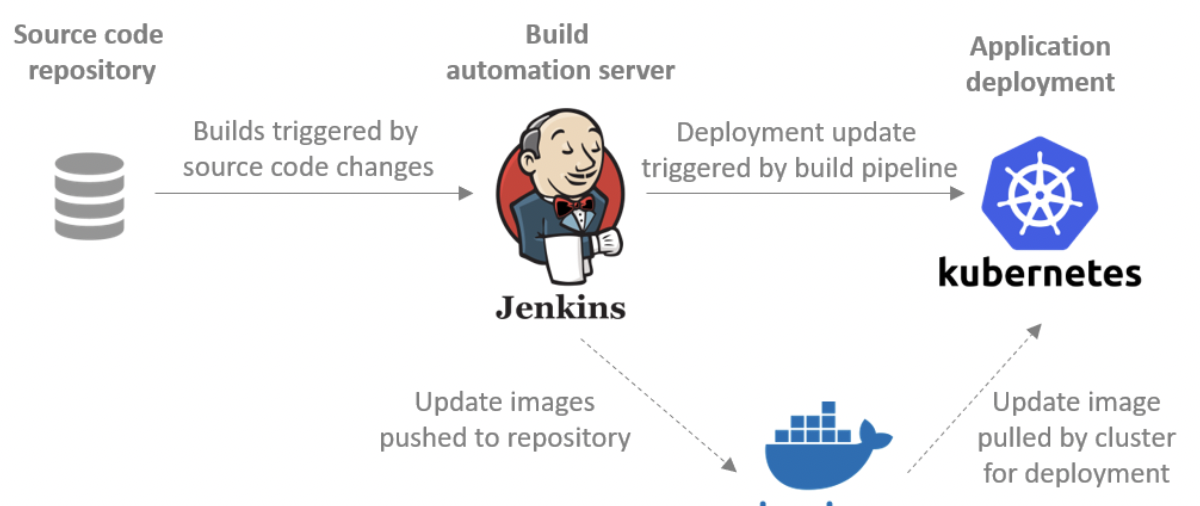 Source code
repository
Build
automation server
Application
deployment
Builds triggered by
source code changes
Deployment update
triggered by build pipeline
Jenkins
kubernetes
Update images
pushed to repository
Update image
pulled by cluster
for deployment